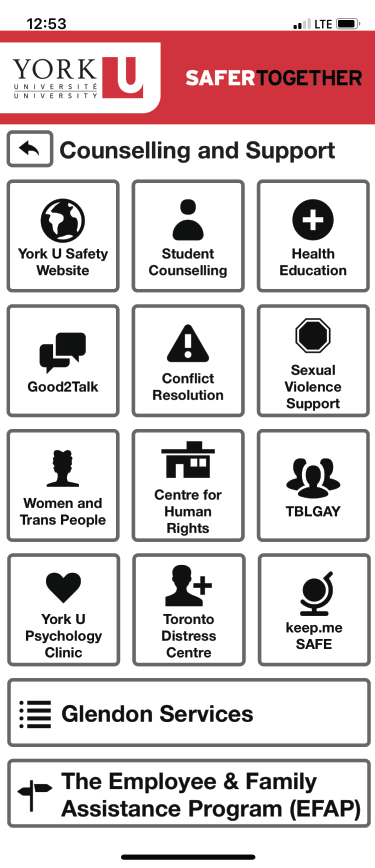 12:53
LTE
YORK
UNIVERSITÉ
UNIVERSITY
U
SAFERTOGETHER
Counselling and Support
York U Safety
Website
Student
Counselling
Health
Education
Good2Talk
Conflict
Resolution
Sexual
Violence
Support
Women and
Trans People
Centre for
Human
Rights
TBLGAY
York U
Psychology
Clinic
Toronto
Distress
Centre
keep.me
SAFE
Glendon Services
The Employee & Family
Assistance Program (EFAP)